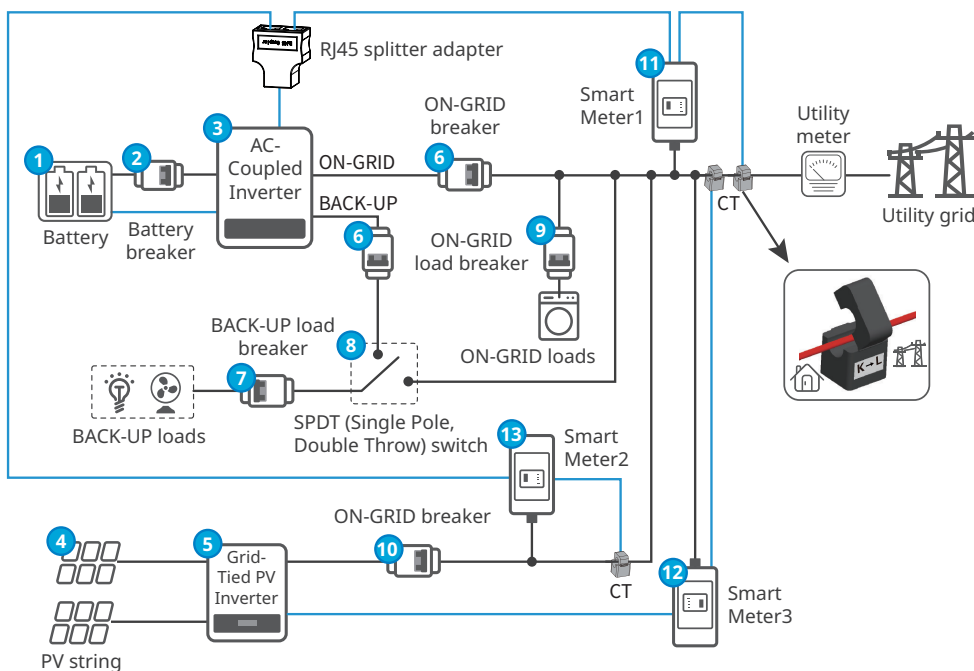 RJ45 splitter adapter
11
Smart
Meter1
ON-GRID
breaker
Utility
meter
3
AC-
Coupled
Inverter
1
2
ON-GRID
6
BACK-UP
CT
Utility grid
Battery
Battery
breaker
6
ON-GRID
load breaker
9
BACK-UP load
breaker
8
ON-GRID loads
K→L
7
BACK-UP loads
SPDT (Single Pole,
Double Throw) switch
13
Smart
Meter2
ON-GRID breaker
4
5
10
Grid-
Tied PV
Inverter
CT
12
Smart
Meter3
PV string